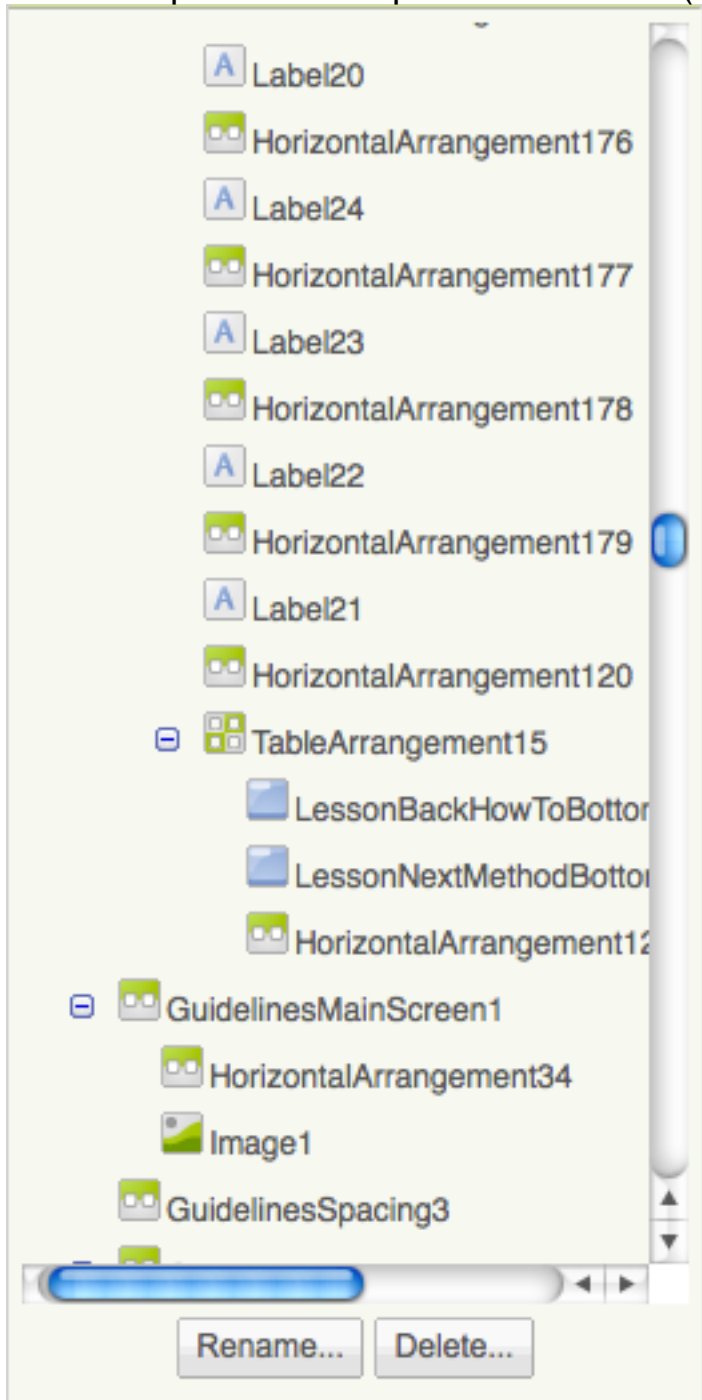 A Label20
HorizontalArrangement176
A Label24
HorizontalArrangement177
A Label23
HorizontalArrangement178
A Label22
HorizontalArrangement179
A Label21
HorizontalArrangement120
TableArrangement15
LessonBackHowToBottor
LessonNextMethodBottor
HorizontalArrangement12
GuidelinesMainScreen1
HorizontalArrangement34
Image1
GuidelinesSpacing3
Rename... Delete...